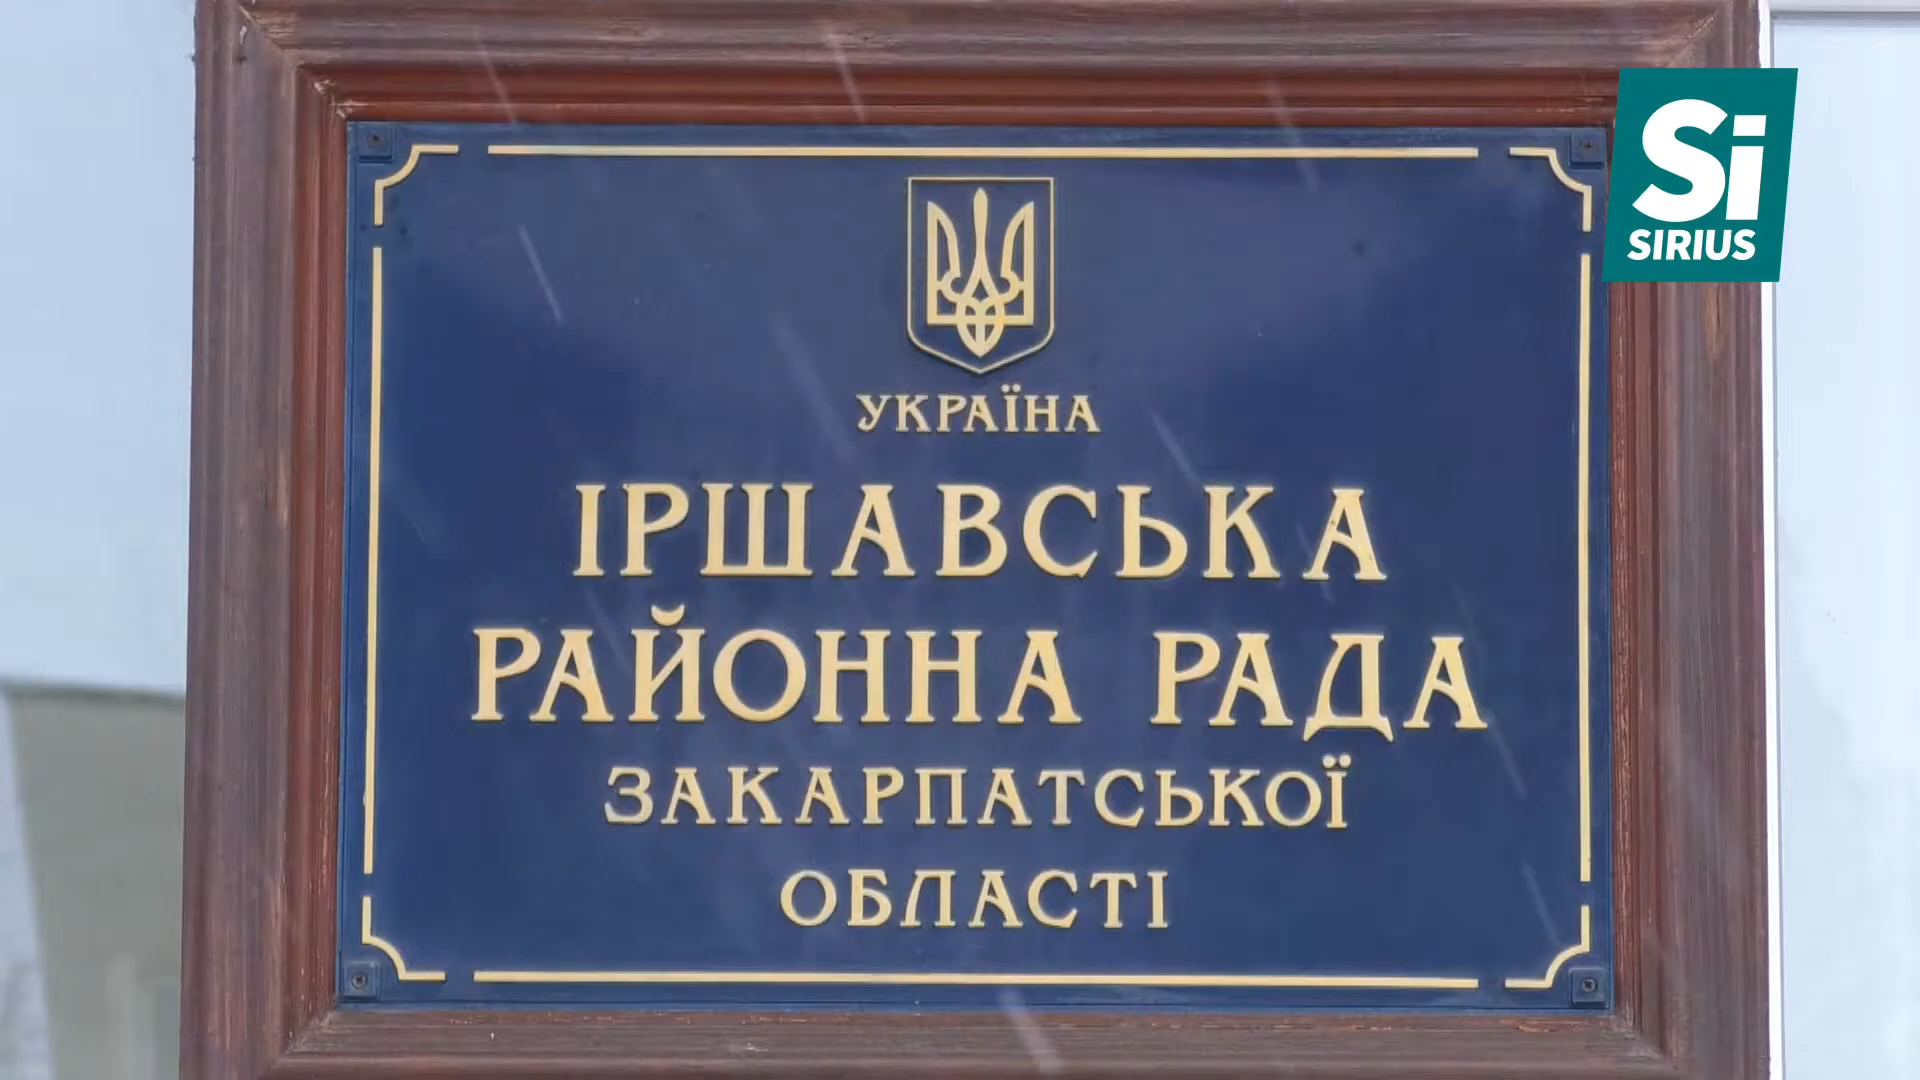 Si
SIRIUS
УКРАЇНА
ІРШАВСЬКА
РАЙОННА РАДА
ЗАКАРПАТСЬКОЇ
ОБЛАСТІ